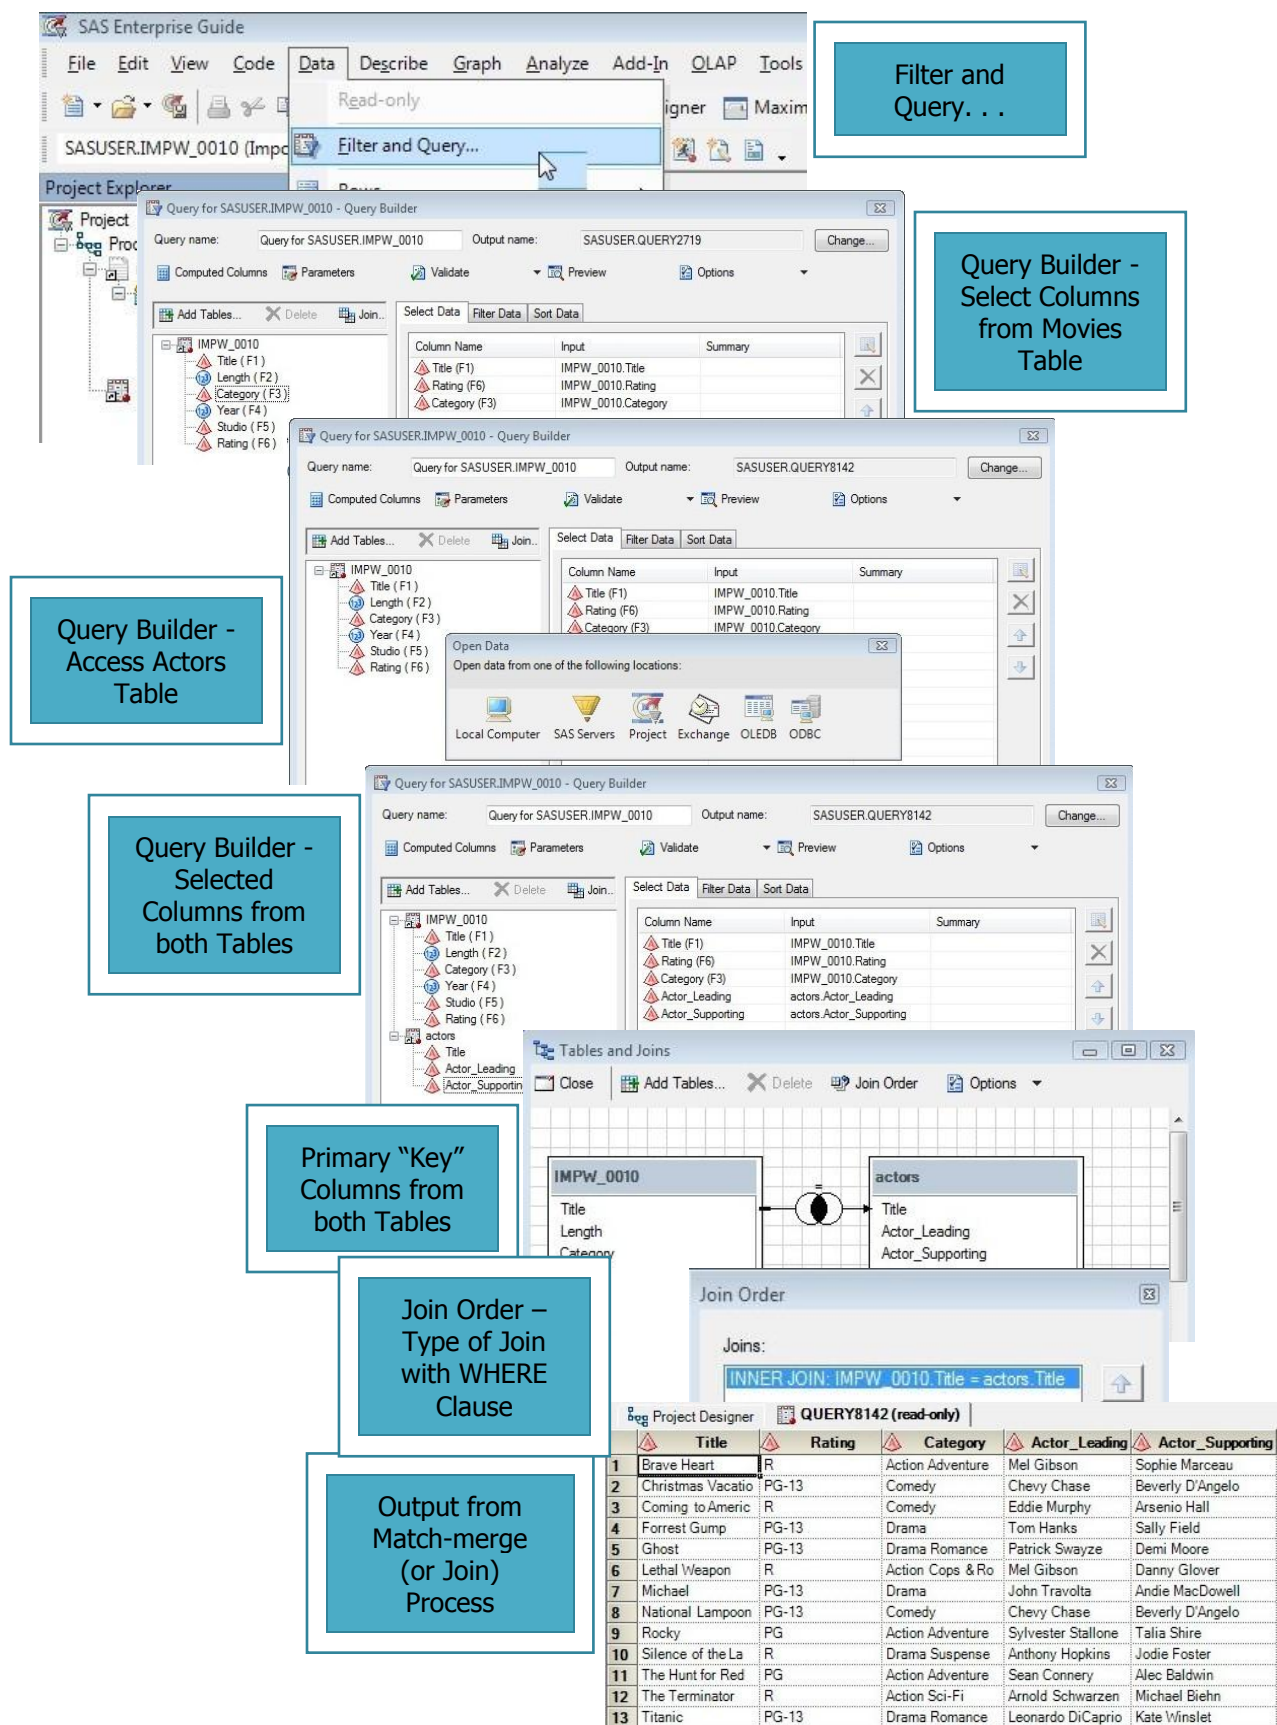 SAS Enterprise Guide
File Edit View Code Data Describe Graph Analyze Add-In OLAP Tools
Read-only
igner Maxim
Filter and Query...
SASUSER.IMPW_0010 (Impo
Rows
Project Explorer
Project
Proc
Filter and
Query. . .
Query for SASUSER.IMPW_0010 - Query Builder
Query name: Query for SASUSER.IMPW_0010 Output name: SASUSER.QUERY2719 Change...
Computed Columns Parameters Validate Preview Options
Add Tables... Delete Join.. Select Data Filter Data Sort Data
IMPW_0010
Title (F1)
Length (F2)
Category (F3)
Year (F4)
Studio (F5)
Rating (F6)
Column Name Input Summary
Title (F1) IMPW_0010.Title
Rating (F6) IMPW_0010.Rating
Category (F3) IMPW_0010.Category
Query Builder -
Select Columns
from Movies
Table
Query for SASUSER.IMPW_0010 - Query Builder
Query name: Query for SASUSER.IMPW_0010 Output name: SASUSER.QUERY8142 Change...
Computed Columns Parameters Validate Preview Options
Add Tables... Delete Join.. Select Data Filter Data Sort Data
IMPW_0010
Title (F1)
Length (F2)
Category (F3)
Year (F4)
Studio (F5)
Rating (F6)
Column Name Input Summary
Title (F1) IMPW_0010.Title
Rating (F6) IMPW_0010.Rating
Category (F3) IMPW_0010.Category
Query Builder -
Access Actors
Table
Open Data
Open data from one of the following locations:
Local Computer SAS Servers Project Exchange OLEDB ODBC
Query for SASUSER.IMPW_0010 - Query Builder
Query name: Query for SASUSER.IMPW_0010 Output name: SASUSER.QUERY8142 Change...
Computed Columns Parameters Validate Preview Options
Add Tables... Delete Join.. Select Data Filter Data Sort Data
IMPW_0010
Title (F1)
Length (F2)
Category (F3)
Year (F4)
Studio (F5)
Rating (F6)
actors
Title
Actor_Leading
Actor_Supportin
Column Name Input Summary
Title (F1) IMPW_0010.Title
Rating (F6) IMPW_0010.Rating
Category (F3) IMPW_0010.Category
Actor_Leading actors.Actor_Leading
Actor_Supporting actors.Actor_Supporting
Query Builder -
Selected
Columns from
both Tables
Tables and Joins
Close Add Tables... Delete Join Order Options
IMPW_0010
Title
Length
Category
=
actors
Title
Actor_Leading
Actor_Supporting
Primary “Key”
Columns from
both Tables
Join Order
Joins:
INNER JOIN: IMPW_0010.Title = actors.Title
Join Order –
Type of Join
with WHERE
Clause
Project Designer QUERY8142 (read-only)
Title Rating Category Actor_Leading Actor_Supporting
1 Brave Heart R Action Adventure Mel Gibson Sophie Marceau
2 Christmas Vacatio PG-13 Comedy Chevy Chase Beverly D'Angelo
3 Coming to Americ R Comedy Eddie Murphy Arsenio Hall
4 Forrest Gump PG-13 Drama Tom Hanks Sally Field
5 Ghost PG-13 Drama Romance Patrick Swayze Demi Moore
6 Lethal Weapon R Action Cops & Ro Mel Gibson Danny Glover
7 Michael PG-13 Drama John Travolta Andie MacDowell
8 National Lampoon PG-13 Comedy Chevy Chase Beverly D'Angelo
9 Rocky PG Action Adventure Sylvester Stallone Talia Shire
10 Silence of the La R Drama Suspense Anthony Hopkins Jodie Foster
11 The Hunt for Red PG Action Adventure Sean Connery Alec Baldwin
12 The Terminator R Action Sci-Fi Arnold Schwarzen Michael Biehn
13 Titanic PG-13 Drama Romance Leonardo DiCaprio Kate Winslet
Output from
Match-merge
(or Join)
Process